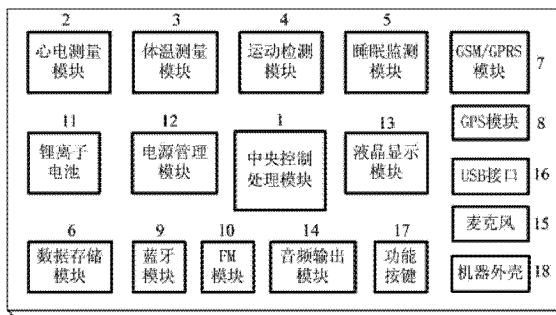 2 3 4 5
心电测量 体温测量 运动检测 睡眠监测 GSM/GPRS
模块 模块 模块 模块 模块 7
GPS模块 8
11 12 1 13
锂离子 电源管理 中央控制 液晶显示
电池 模块 处理模块 模块
USB接口 16
麦克风 15
6 9 10 14 17
数据存储 蓝牙 FM 音频输出 功能
模块 模块 模块 模块 按键
机器外壳 18